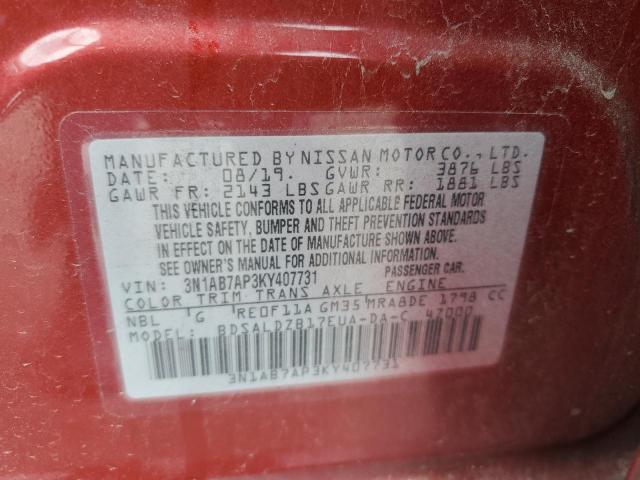 MANUFACTURED BY NISSAN MOTOR CO., LTD.
DATE: 08/19. GVWR: 3876 LBS
GAWR FR: 2143 LBS GAWR RR: 1881 LBS
THIS VEHICLE CONFORMS TO ALL APPLICABLE FEDERAL MOTOR
VEHICLE SAFETY, BUMPER AND THEFT PREVENTION STANDARDS
IN EFFECT ON THE DATE OF MANUFACTURE SHOWN ABOVE.
SEE OWNER'S MANUAL FOR ADDITIONAL INFORMATION.
VIN: 3N1AB7AP3KY407731 PASSENGER CAR.
COLOR TRIM TRANS AXLE ENGINE
NBL G RE0F11A GM35 MRA8DE 1798 CC
MODEL: BDSALDZB17EUA-DA-C 47000
3N1AB7AP3KY407731